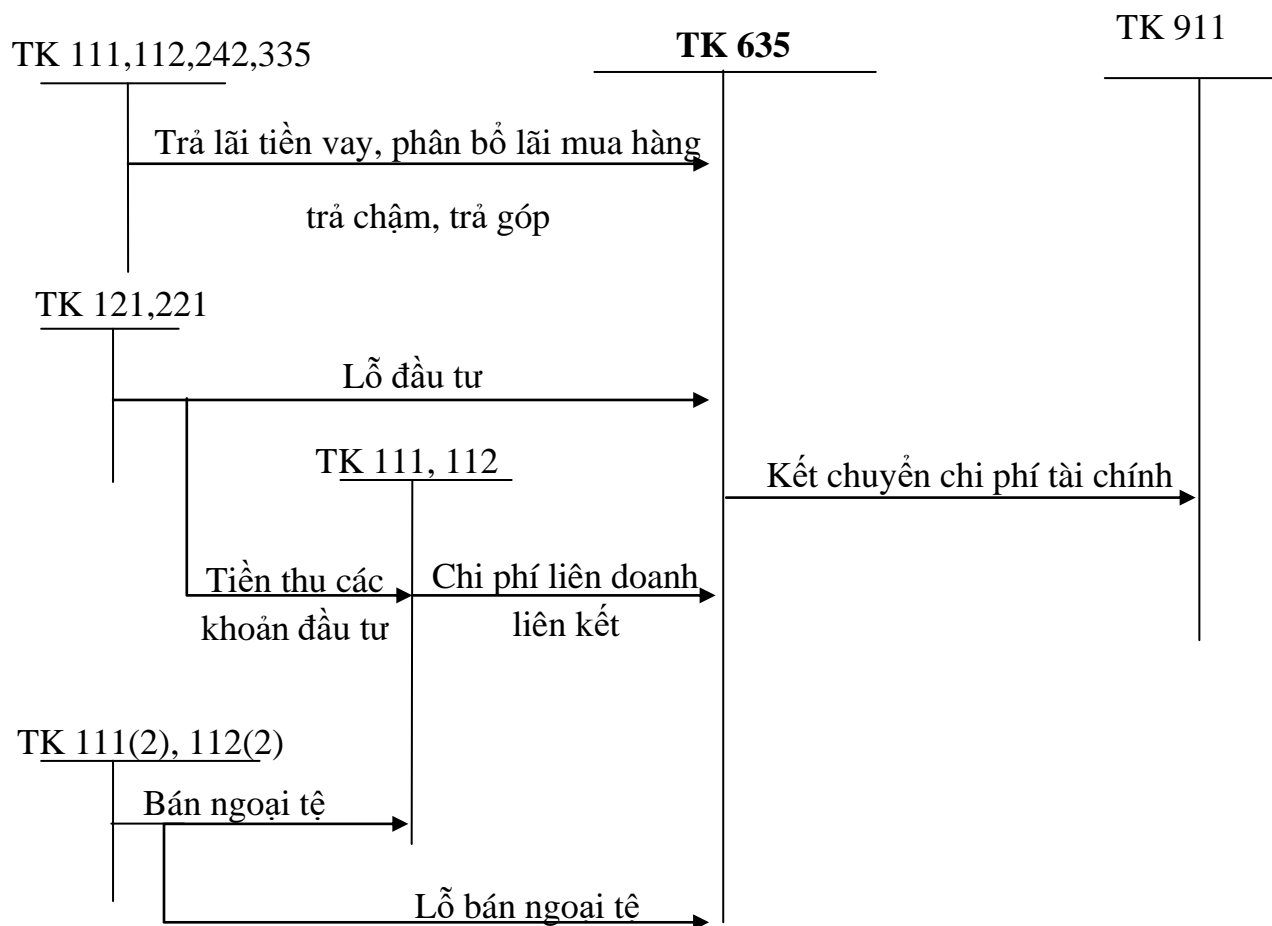 TK 111,112,242,335
TK 635
TK 911
Trả lãi tiền vay, phân bổ lãi mua hàng
trả chậm, trả góp
TK 121,221
Lỗ đầu tư
TK 111, 112
Kết chuyển chi phí tài chính
Tiền thu các
khoản đầu tư
Chi phí liên doanh
liên kết
TK 111(2), 112(2)
Bán ngoại tệ
Lỗ bán ngoại tệ